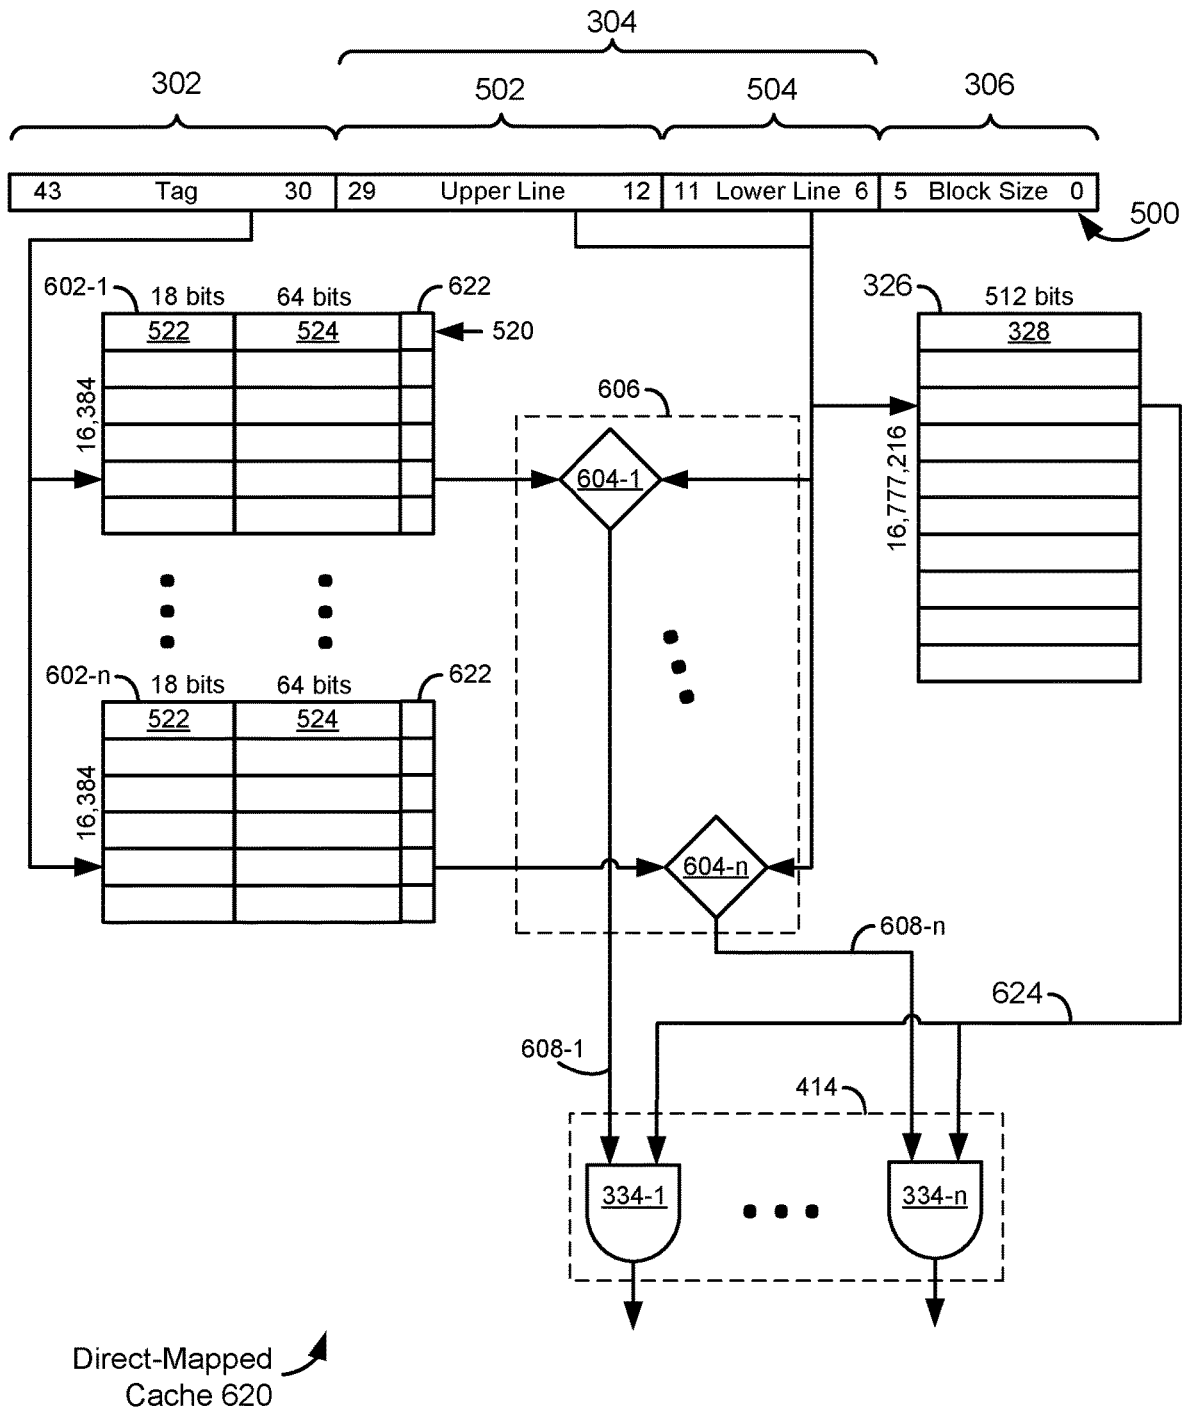 304
302
502
504
306
43 Tag 30 29 Upper Line 12 11 Lower Line 6 5 Block Size 0
500
602-1 18 bits 64 bits 622
326 512 bits
522 524 520
328
16,384
606
16,777,216
604-1
602-n 18 bits 64 bits 622
522 524
16,384
604-n
608-n
624
608-1
414
334-1 334-n
Direct-Mapped
Cache 620